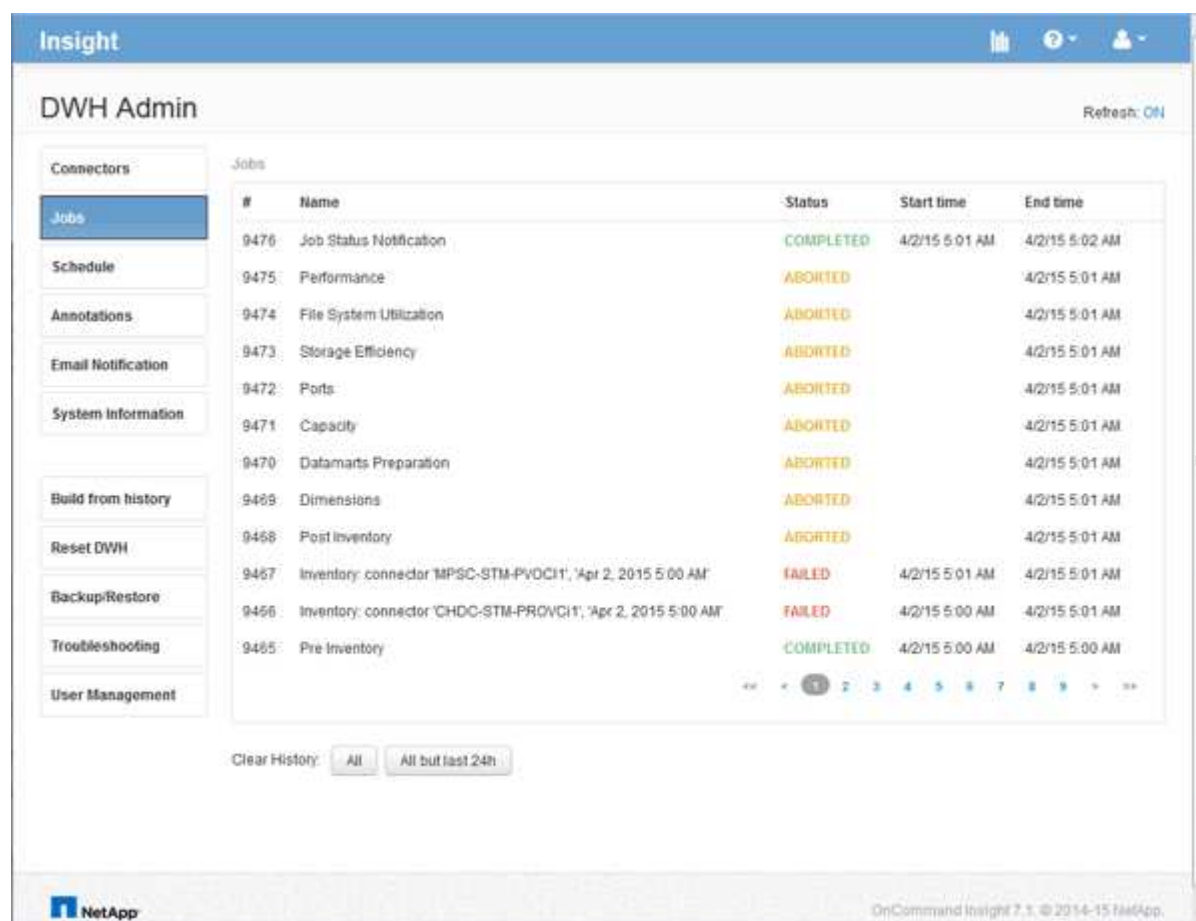 Insight
DWH Admin
Refresh: ON
Connectors
Jobs
Schedule
Annotations
Email Notification
System Information
Build from history
Reset DWH
Backup/Restore
Troubleshooting
User Management
Jobs
# Name Status Start time End time
9476 Job Status Notification COMPLETED 4/2/15 5:01 AM 4/2/15 5:02 AM
9475 Performance ABORTED 4/2/15 5:01 AM
9474 File System Utilization ABORTED 4/2/15 5:01 AM
9473 Storage Efficiency ABORTED 4/2/15 5:01 AM
9472 Ports ABORTED 4/2/15 5:01 AM
9471 Capacity ABORTED 4/2/15 5:01 AM
9470 Datamarts Preparation ABORTED 4/2/15 5:01 AM
9469 Dimensions ABORTED 4/2/15 5:01 AM
9468 Post Inventory ABORTED 4/2/15 5:01 AM
9467 Inventory: connector 'MPSC-STM-PVOCI1', 'Apr 2, 2015 5:00 AM' FAILED 4/2/15 5:01 AM 4/2/15 5:01 AM
9466 Inventory: connector 'CHDC-STM-PROVCi1', 'Apr 2, 2015 5:00 AM' FAILED 4/2/15 5:00 AM 4/2/15 5:01 AM
9465 Pre Inventory COMPLETED 4/2/15 5:00 AM 4/2/15 5:00 AM
<< < 1 2 3 4 5 6 7 8 9 > >>
Clear History: All All but last 24h
NetApp
OnCommand Insight 7.1, © 2014-15 NetApp.